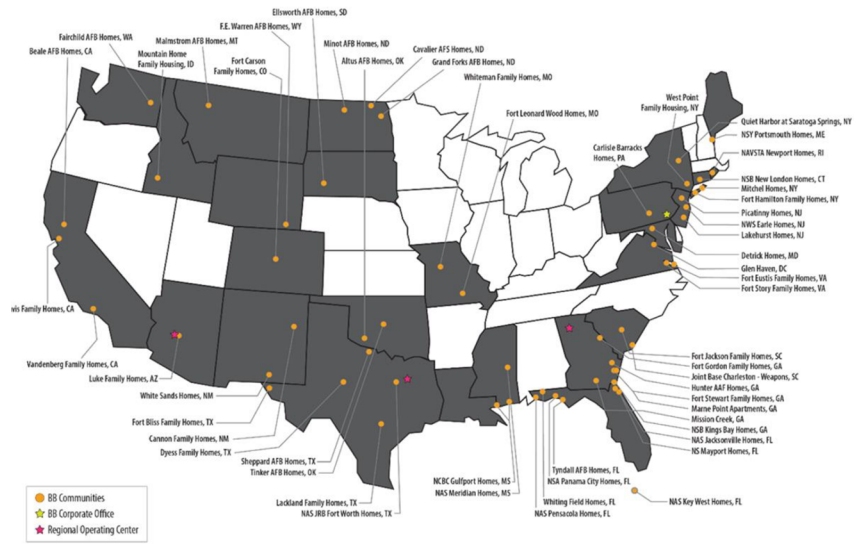 Ellsworth AFB Homes, SD
F.E. Warren AFB Homes, WY
Fairchild AFB Homes, WA
Malmstrom AFB Homes, MT
Minot AFB Homes, ND
Cavalier AFS Homes, ND
Beale AFB Homes, CA
Mountain Home
Family Housing, ID
Fort Carson
Family Homes, CO
Altus AFB Homes, OK
Grand Forks AFB Homes, ND
Whiteman Family Homes, MO
Fort Leonard Wood Homes, MO
West Point
Family Housing, NY
Carlisle Barracks
Homes, PA
Quiet Harbor at Saratoga Springs, NY
NSY Portsmouth Homes, ME
NAVSTA Newport Homes, RI
NSB New London Homes, CT
Mitchel Homes, NY
Fort Hamilton Family Homes, NY
Picatinny Homes, NJ
NWS Earle Homes, NJ
Lakehurst Homes, NJ
Detrick Homes, MD
Glen Haven, DC
Fort Eustis Family Homes, VA
Fort Story Family Homes, VA
vis Family Homes, CA
Vandenberg Family Homes, CA
Luke Family Homes, AZ
White Sands Homes, NM
Fort Bliss Family Homes, TX
Cannon Family Homes, NM
Dyess Family Homes, TX
Sheppard AFB Homes, TX
Tinker AFB Homes, OK
Lackland Family Homes, TX
NAS JRB Fort Worth Homes, TX
NCBC Gulfport Homes, MS
NAS Meridian Homes, MS
Tyndall AFB Homes, FL
NSA Panama City Homes, FL
Whiting Field Homes, FL
NAS Pensacola Homes, FL
Fort Jackson Family Homes, SC
Fort Gordon Family Homes, GA
Joint Base Charleston - Weapons, SC
Hunter AAF Homes, GA
Fort Stewart Family Homes, GA
Marne Point Apartments, GA
Mission Creek, GA
NSB Kings Bay Homes, GA
NAS Jacksonville Homes, FL
NS Mayport Homes, FL
NAS Key West Homes, FL
BB Communities
BB Corporate Office
Regional Operating Center